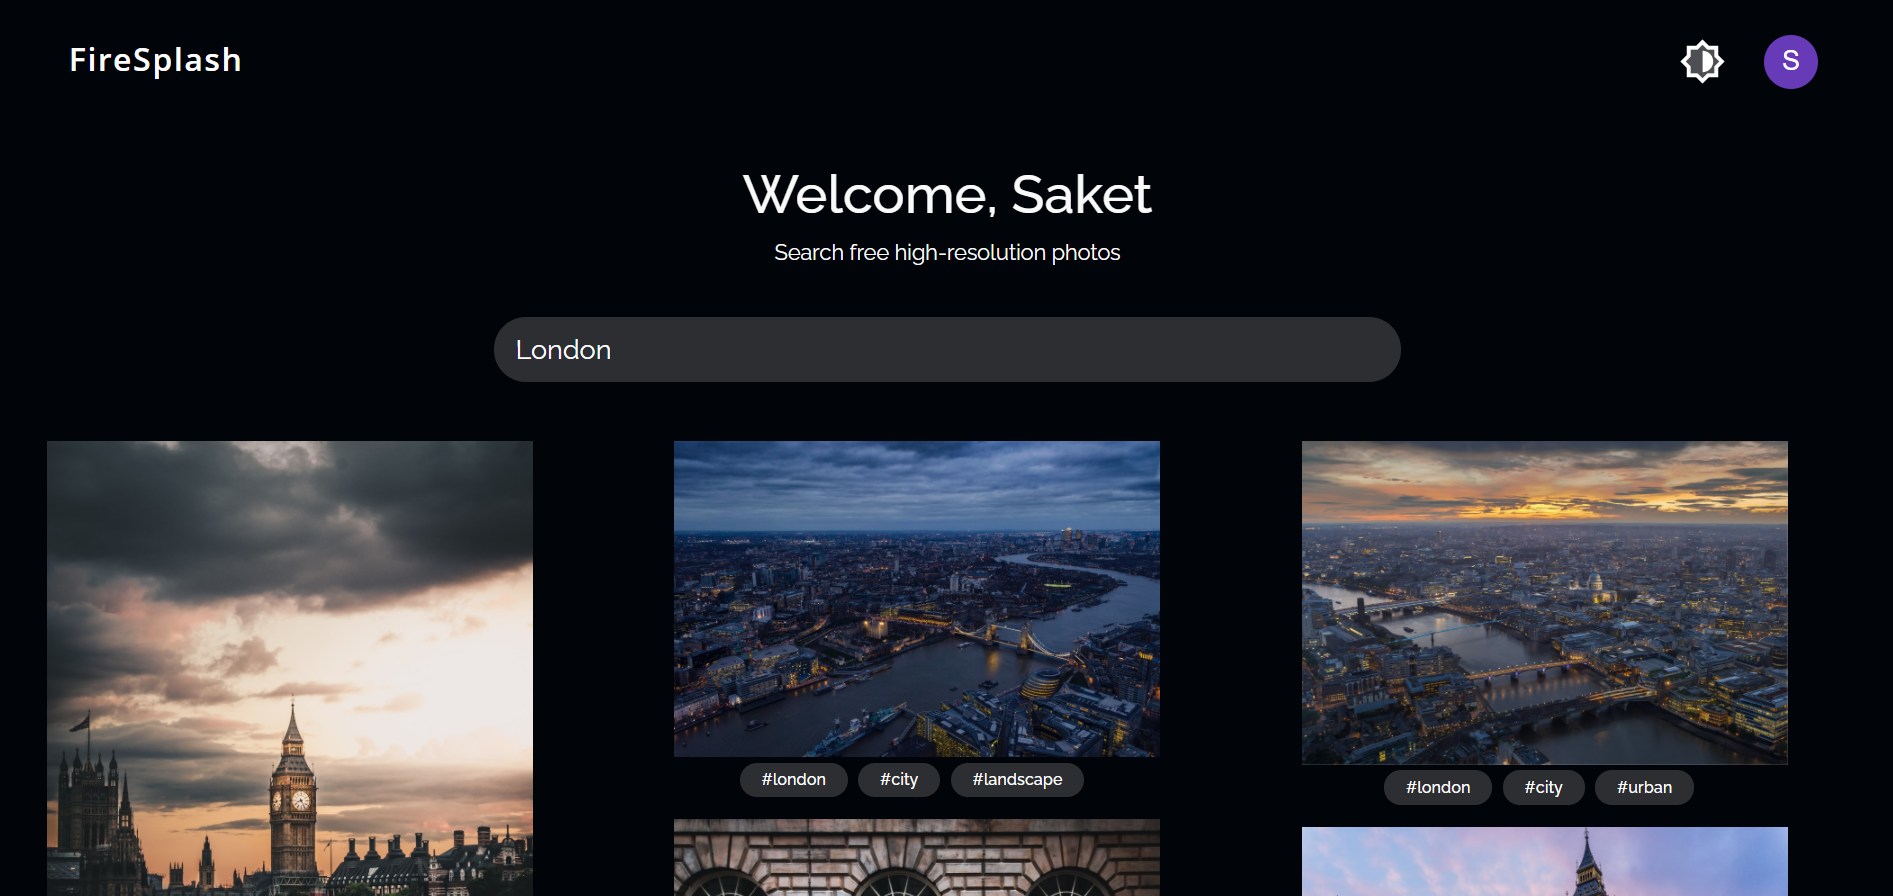 FireSplash
S
Welcome, Saket
Search free high-resolution photos
London
#london #city #landscape
#london #city #urban